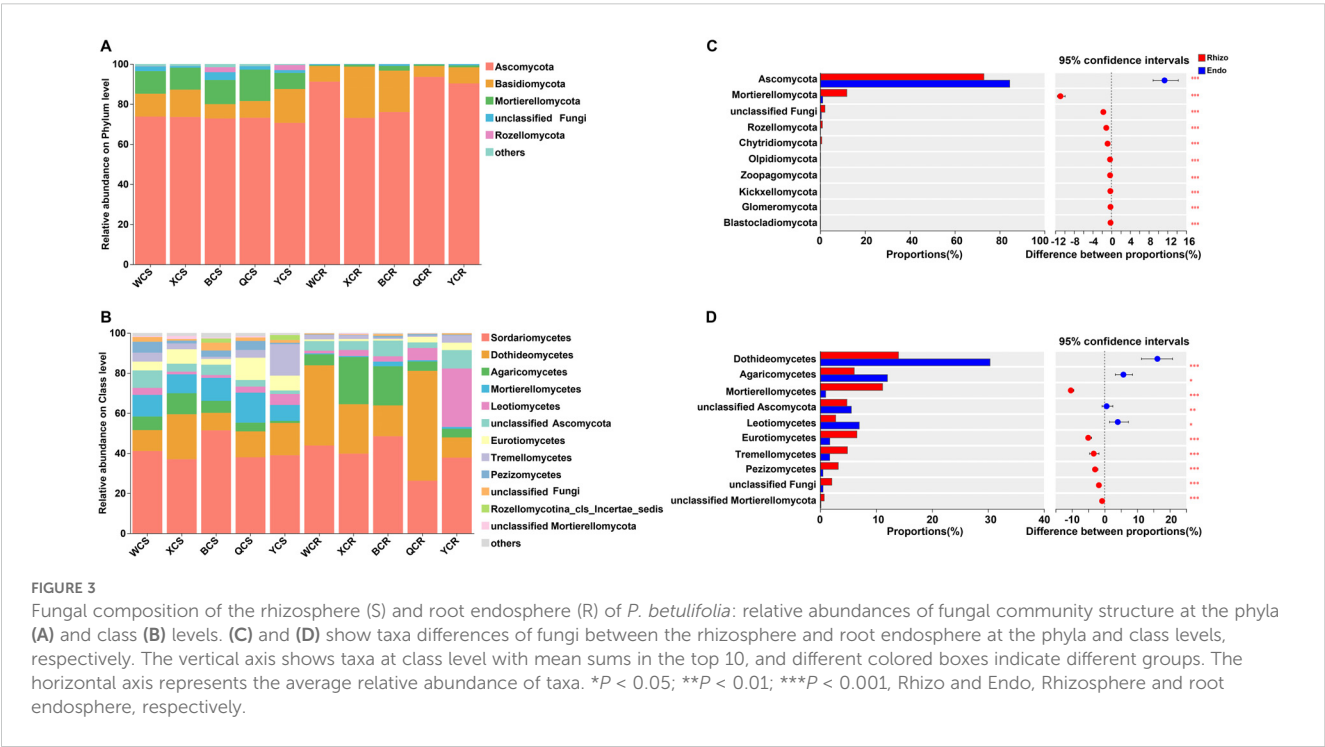 A
Relative abundance on Phylum level
100
80
60
40
20
0
WCS
XCS
BCS
QCS
YCS
WCR
XCR
BCR
QCR
YCR
Ascomycota
Basidiomycota
Mortierellomycota
unclassified Fungi
Rozellomycota
others
C
95% confidence intervals
Rhizo
Endo
Ascomycota
Mortierellomycota
unclassified Fungi
Rozellomycota
Chytridiomycota
Olpidiomycota
Zoopagomycota
Kickxellomycota
Glomeromycota
Blastocladiomycota
***
***
***
***
***
***
***
***
***
***
0 20 40 60 80 100
Proportions(%)
-12 -8 -4 0 4 8 12 16
Difference between proportions(%)
B
Relative abundance on Class level
100
80
60
40
20
0
WCS
XCS
BCS
QCS
YCS
WCR
XCR
BCR
QCR
YCR
Sordariomycetes
Dothideomycetes
Agaricomycetes
Mortierellomycetes
Leotiomycetes
unclassified Ascomycota
Eurotiomycetes
Tremellomycetes
Pezizomycetes
unclassified Fungi
Rozellomycotina_cls_Incertae_sedis
unclassified Mortierellomycota
others
D
95% confidence intervals
Dothideomycetes
Agaricomycetes
Mortierellomycetes
unclassified Ascomycota
Leotiomycetes
Eurotiomycetes
Tremellomycetes
Pezizomycetes
unclassified Fungi
unclassified Mortierellomycota
***
*
***
**
*
***
***
***
***
***
0 10 20 30 40
Proportions(%)
-10 0 10 20
Difference between proportions(%)
FIGURE 3
Fungal composition of the rhizosphere (S) and root endosphere (R) of P. betulifolia: relative abundances of fungal community structure at the phyla
(A) and class (B) levels. (C) and (D) show taxa differences of fungi between the rhizosphere and root endosphere at the phyla and class levels,
respectively. The vertical axis shows taxa at class level with mean sums in the top 10, and different colored boxes indicate different groups. The
horizontal axis represents the average relative abundance of taxa. *P < 0.05; **P < 0.01; ***P < 0.001, Rhizo and Endo, Rhizosphere and root
endosphere, respectively.